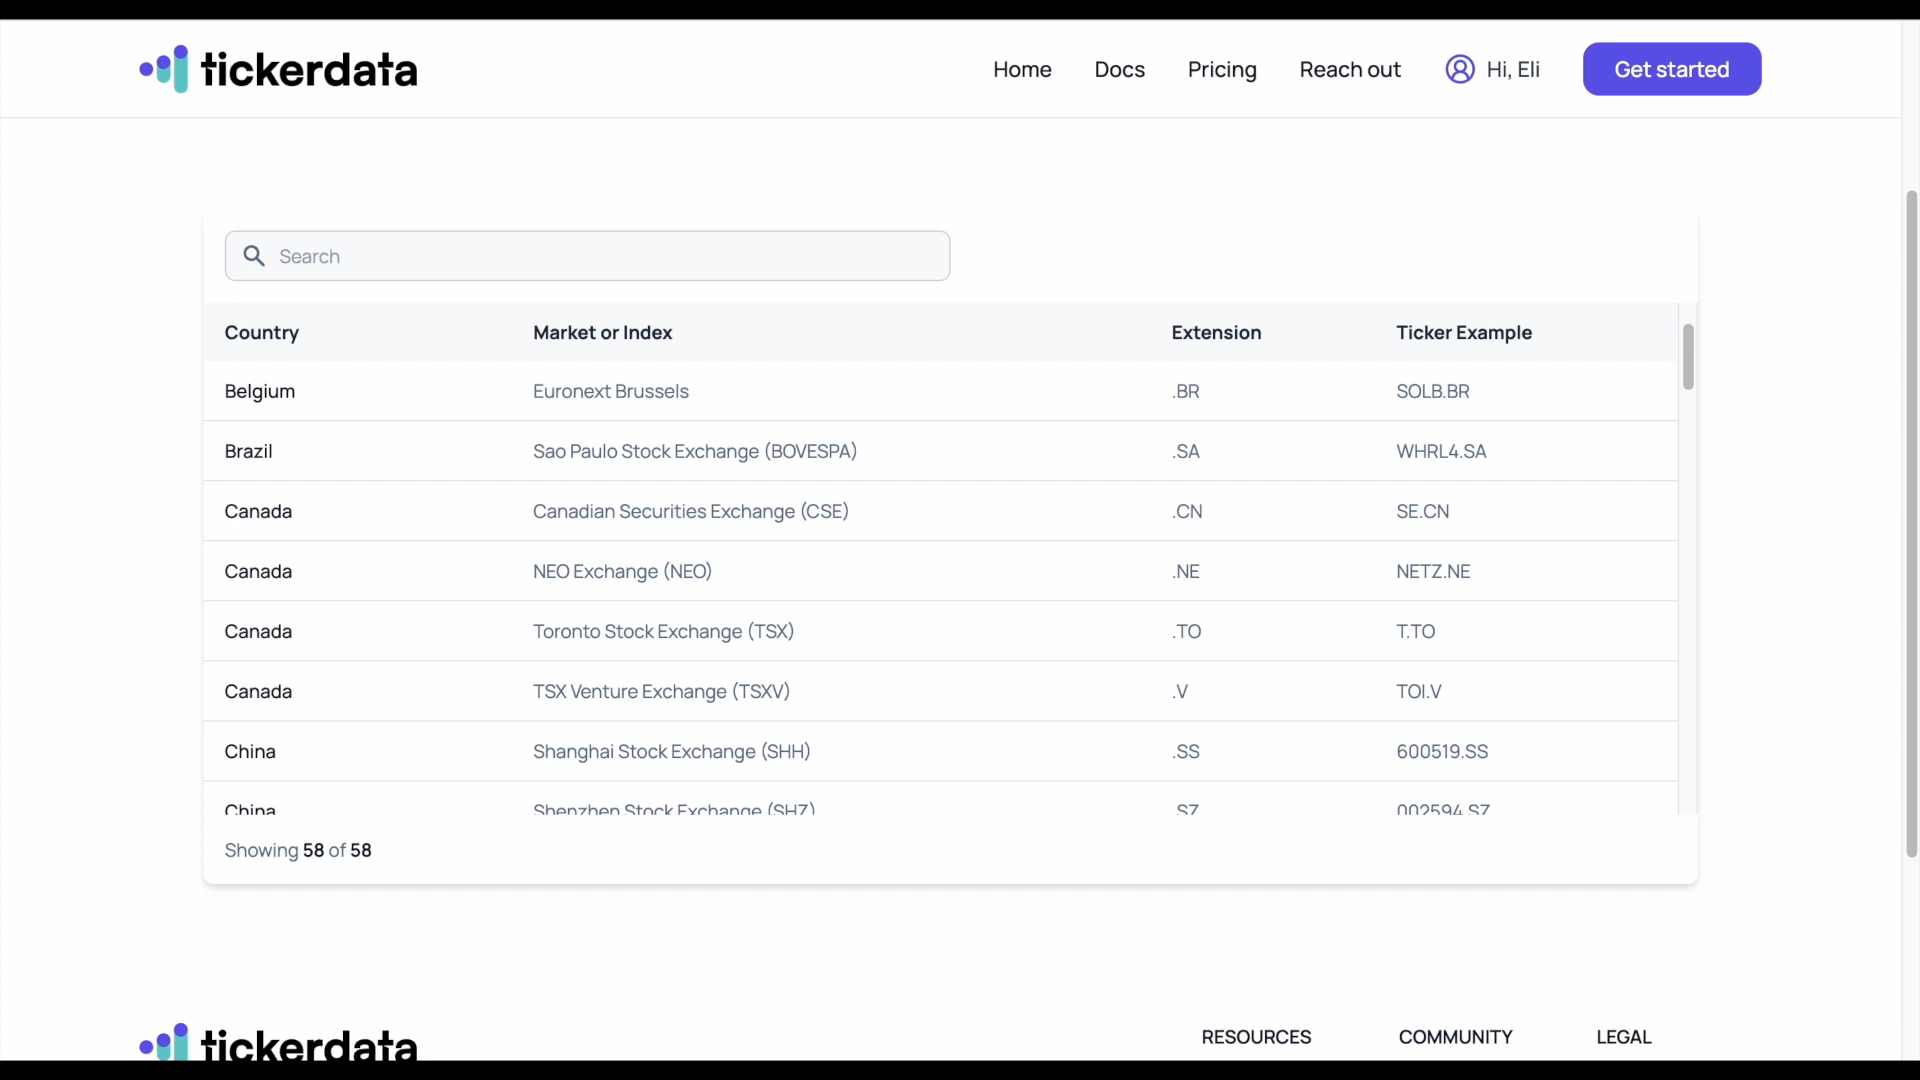 tickerdata Home Docs Pricing Reach out Hi, Eli Get started
Search
Country Market or Index Extension Ticker Example
Belgium Euronext Brussels .BR SOLB.BR
Brazil Sao Paulo Stock Exchange (BOVESPA) .SA WHRL4.SA
Canada Canadian Securities Exchange (CSE) .CN SE.CN
Canada NEO Exchange (NEO) .NE NETZ.NE
Canada Toronto Stock Exchange (TSX) .TO T.TO
Canada TSX Venture Exchange (TSXV) .V TOI.V
China Shanghai Stock Exchange (SHH) .SS 600519.SS
China Shenzhen Stock Exchange (SHZ) .SZ 002594.SZ
Showing 58 of 58
tickerdata RESOURCES COMMUNITY LEGAL